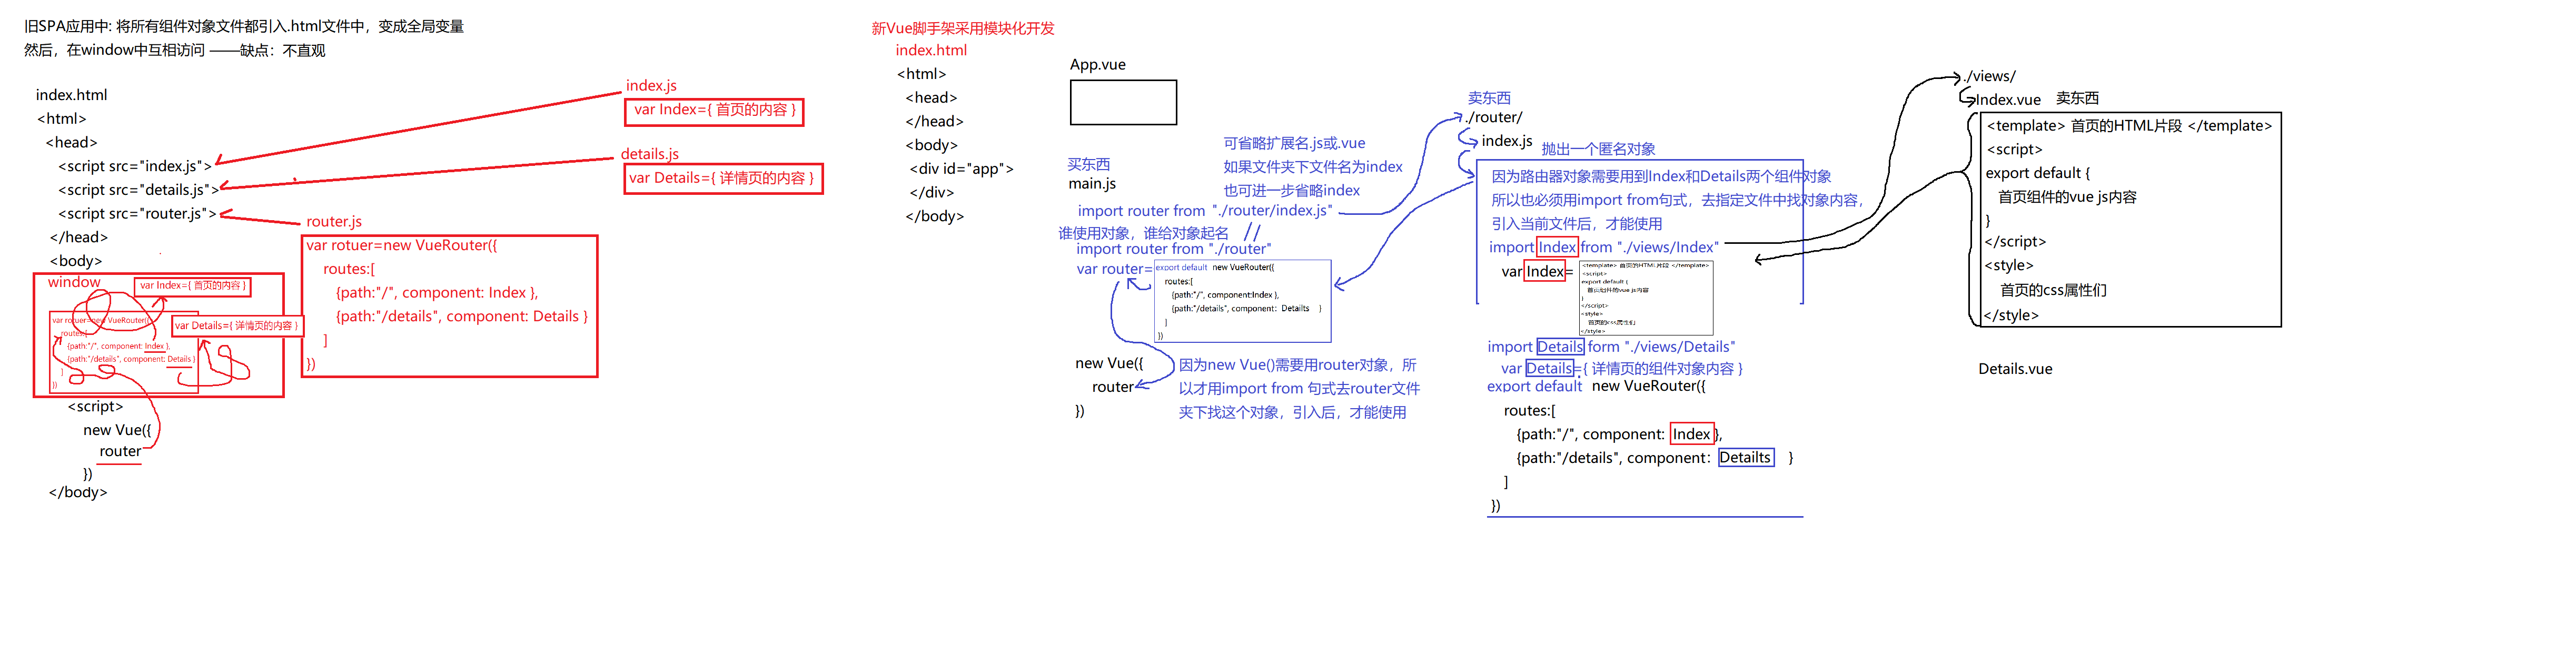 旧SPA应用中: 将所有组件对象文件都引入.html文件中，变成全局变量
然后，在window中互相访问 ——缺点：不直观
index.html
<html>
<head>
<script src="index.js">
<script src="details.js">
<script src="router.js">
</head>
<body>
window
var Index={ 首页的内容 }
var Details={ 详情页的内容 }
var rotuer=new VueRouter({
routes:[
{path:"/", component: Index },
{path:"/details", component: Details }
]
})
<script>
new Vue({
router
})
</body>
index.js
var Index={ 首页的内容 }
details.js
var Details={ 详情页的内容 }
router.js
var rotuer=new VueRouter({
routes:[
{path:"/", component: Index },
{path:"/details", component: Details }
]
})
新Vue脚手架采用模块化开发
index.html
<html>
<head>
</head>
<body>
<div id="app">
</div>
</body>
App.vue
买东西
main.js
可省略扩展名.js或.vue
如果文件夹下文件名为index
也可进一步省略index
import router from "./router/index.js"
谁使用对象，谁给对象起名 //
import router from "./router"
var router=
export default new VueRouter({
routes:[
{path:"/", component:Index },
{path:"/details", component: Detailts }
]
})
new Vue({
router
})
因为new Vue()需要用router对象，所
以才用import from 句式去router文件
夹下找这个对象，引入后，才能使用
卖东西
./router/
index.js
抛出一个匿名对象
因为路由器对象需要用到Index和Details两个组件对象
所以也必须用import from句式，去指定文件中找对象内容，
引入当前文件后，才能使用
import Index from "./views/Index"
var Index=
<template> 首页的HTML片段 </template>
<script>
export default {
首页组件的vue js内容
}
</script>
<style>
首页的css属性们
</style>
import Details form "./views/Details"
var Details={ 详情页的组件对象内容 }
export default new VueRouter({
routes:[
{path:"/", component: Index },
{path:"/details", component: Detailts }
]
})
./views/
Index.vue 卖东西
<template> 首页的HTML片段 </template>
<script>
export default {
首页组件的vue js内容
}
</script>
<style>
首页的css属性们
</style>
Details.vue